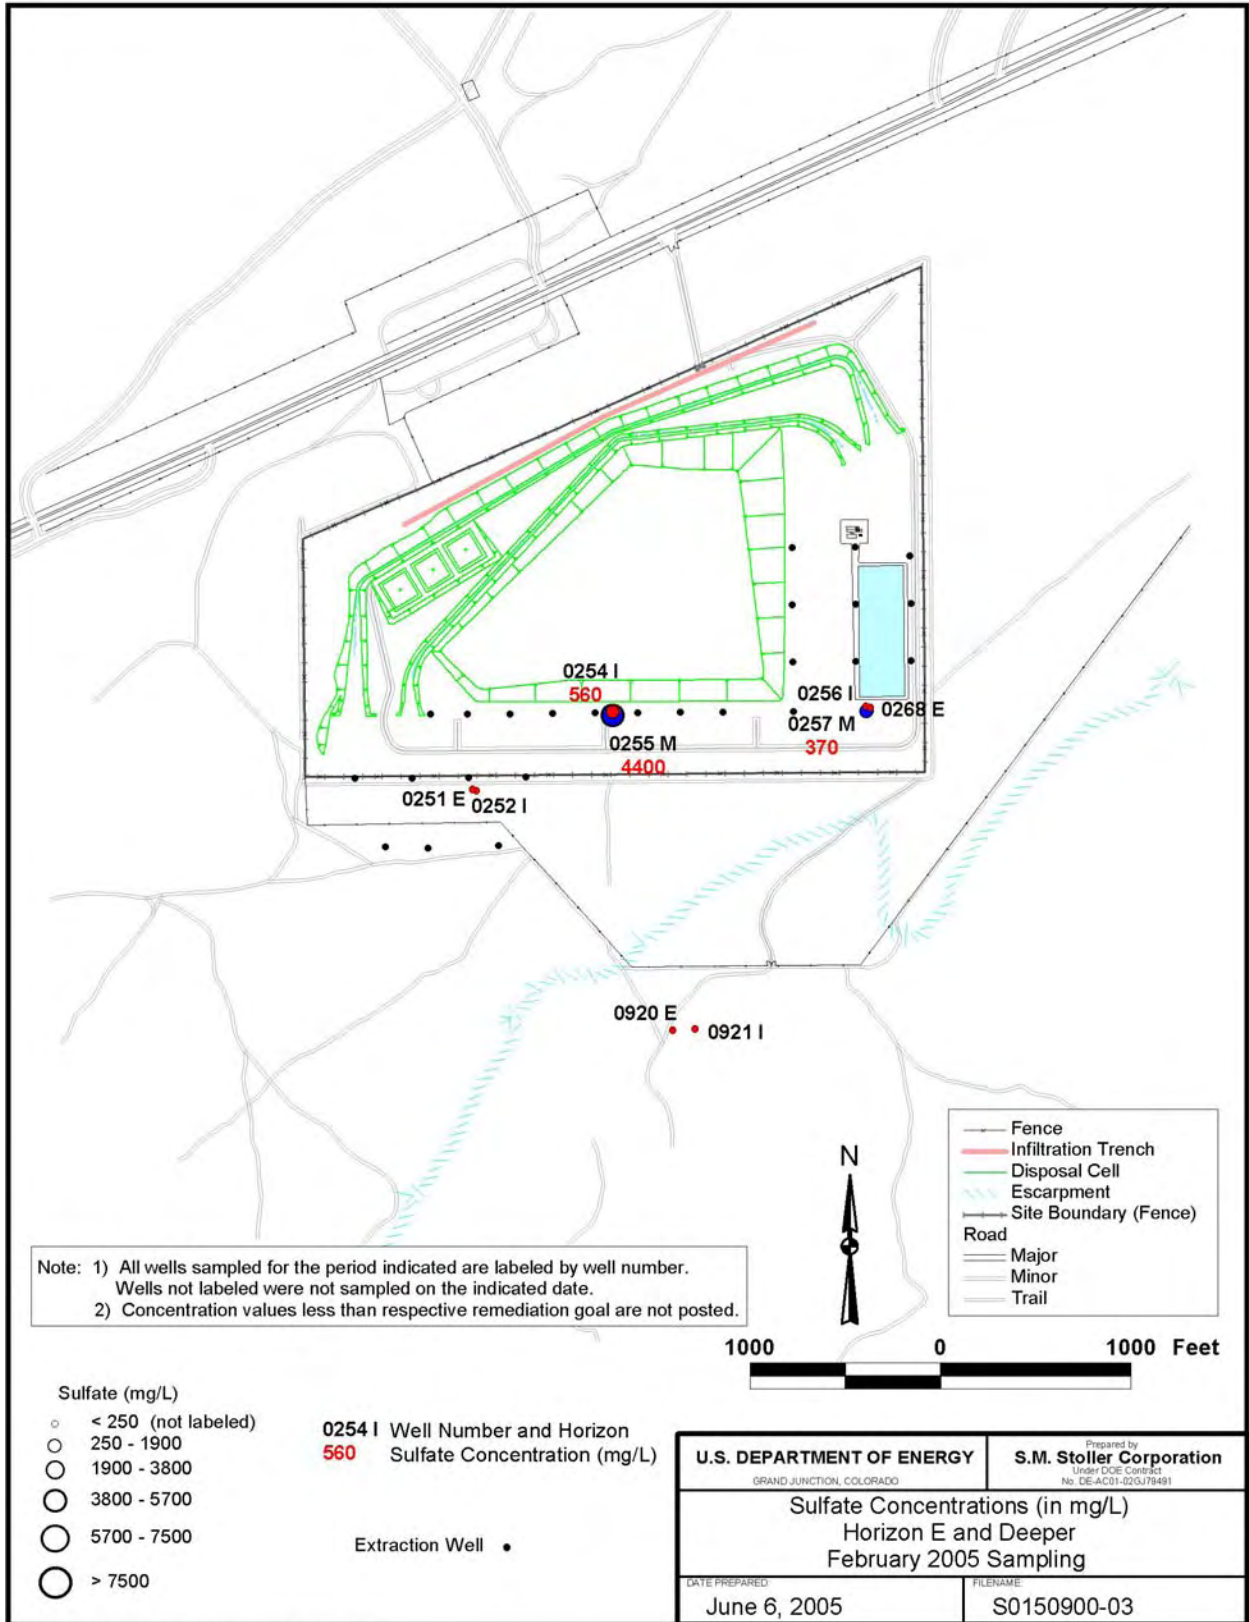 0254 I
560
0256 I
0268 E
0257 M
370
0255 M
4400
0251 E
0252 I
0920 E
0921 I
Fence
Infiltration Trench
Disposal Cell
Escarpment
Site Boundary (Fence)
Road
Major
Minor
Trail
N
Note: 1) All wells sampled for the period indicated are labeled by well number.
Wells not labeled were not sampled on the indicated date.
2) Concentration values less than respective remediation goal are not posted.
1000 0 1000 Feet
Sulfate (mg/L)
< 250 (not labeled)
250 - 1900
1900 - 3800
3800 - 5700
5700 - 7500
> 7500
0254 I Well Number and Horizon
560 Sulfate Concentration (mg/L)
Extraction Well
U.S. DEPARTMENT OF ENERGY
GRAND JUNCTION, COLORADO
Prepared by
S.M. Stoller Corporation
Under DOE Contract
No. DE-AC01-02GJ79491
Sulfate Concentrations (in mg/L)
Horizon E and Deeper
February 2005 Sampling
DATE PREPARED
June 6, 2005
FILENAME
S0150900-03